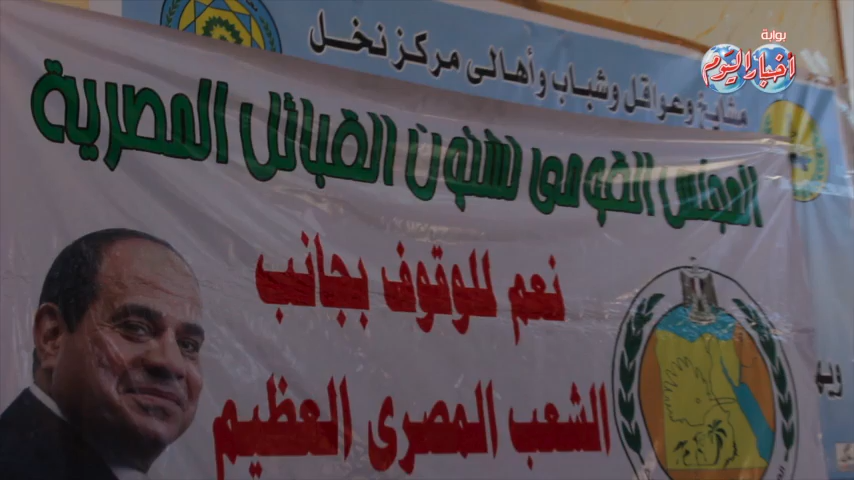 بوابة
أخبار اليوم
مشايخ وعواقل وشباب وأهالى مركز نخل
المجلس القومى لشئون القبائل المصرية
نعم للوقوف بجانب
الشعب المصرى العظيم